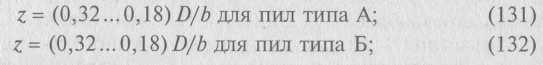 z = (0,32...0,18) D/b для пил типа А; (131)
z = (0,32...0,18) D/b для пил типа Б; (132)